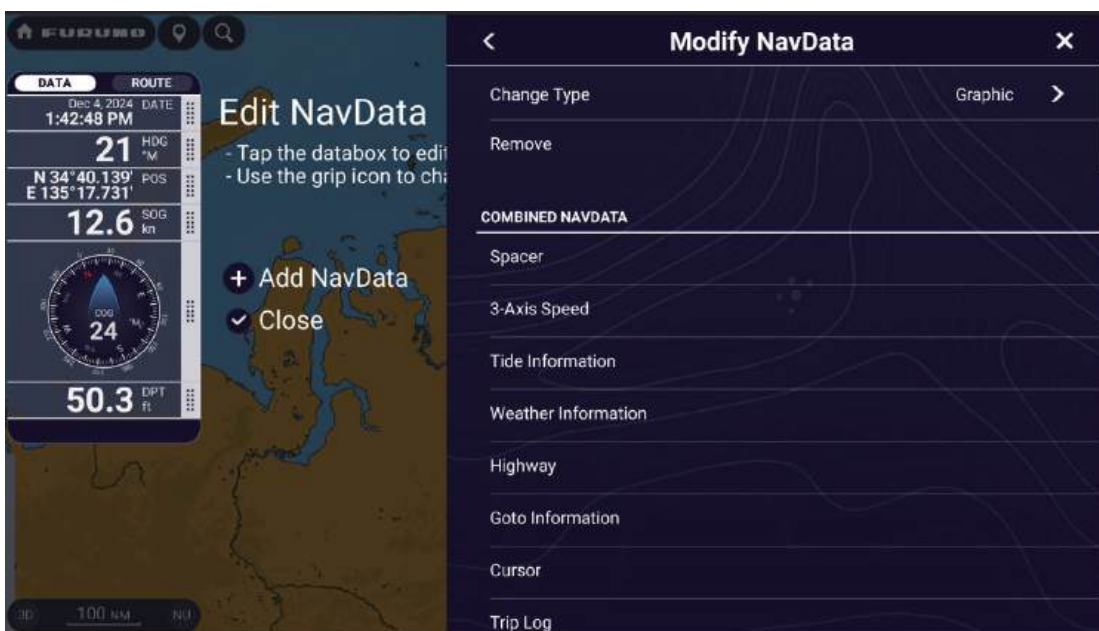 FURUNO
DATA ROUTE
Dec 4, 2024 DATE
1:42:48 PM
21 HDG °M
N 34°40.139' POS
E 135°17.731'
12.6 SOG kn
N
COG
24 °M
S
50.3 DPT ft
Edit NavData
- Tap the databox to edit
- Use the grip icon to cha
+ Add NavData
Close
3D 100 NM NU
Modify NavData
Change Type Graphic
Remove
COMBINED NAVDATA
Spacer
3-Axis Speed
Tide Information
Weather Information
Highway
Goto Information
Cursor
Trip Log